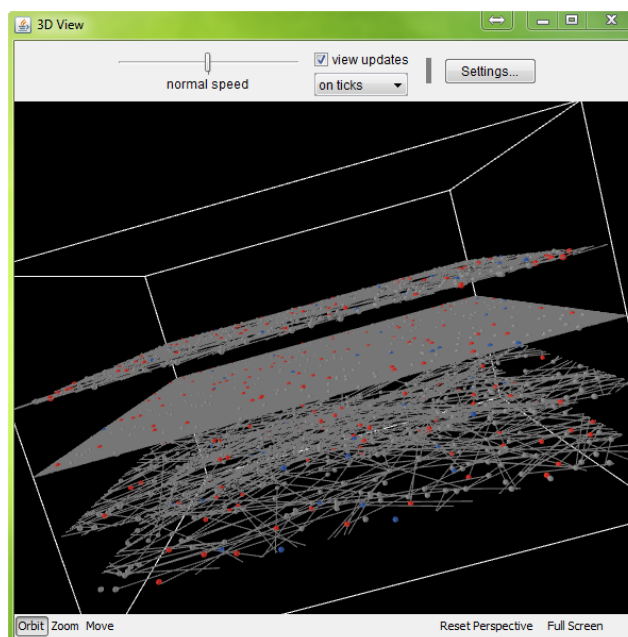 3D View
view updates
normal speed
on ticks
Settings...
Orbit Zoom Move Reset Perspective Full Screen